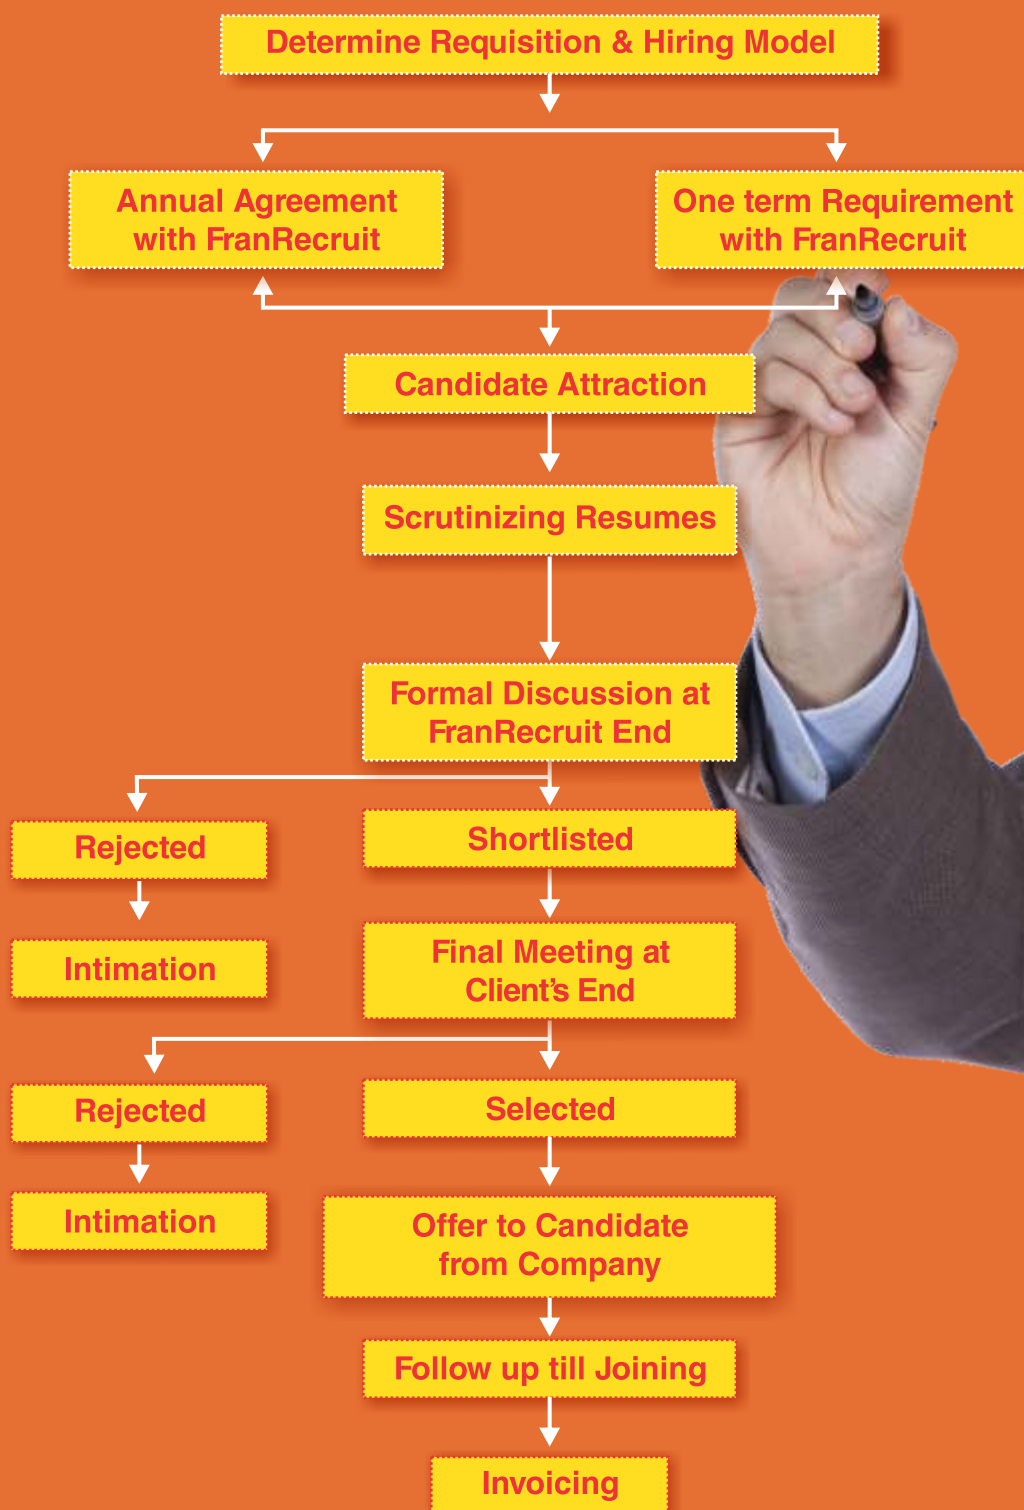 Determine Requisition & Hiring Model
Annual Agreement
with FranRecruit
One term Requirement
with FranRecruit
Candidate Attraction
Scrutinizing Resumes
Formal Discussion at
FranRecruit End
Rejected
Shortlisted
Intimation
Final Meeting at
Client’s End
Rejected
Selected
Intimation
Offer to Candidate
from Company
Follow up till Joining
Invoicing